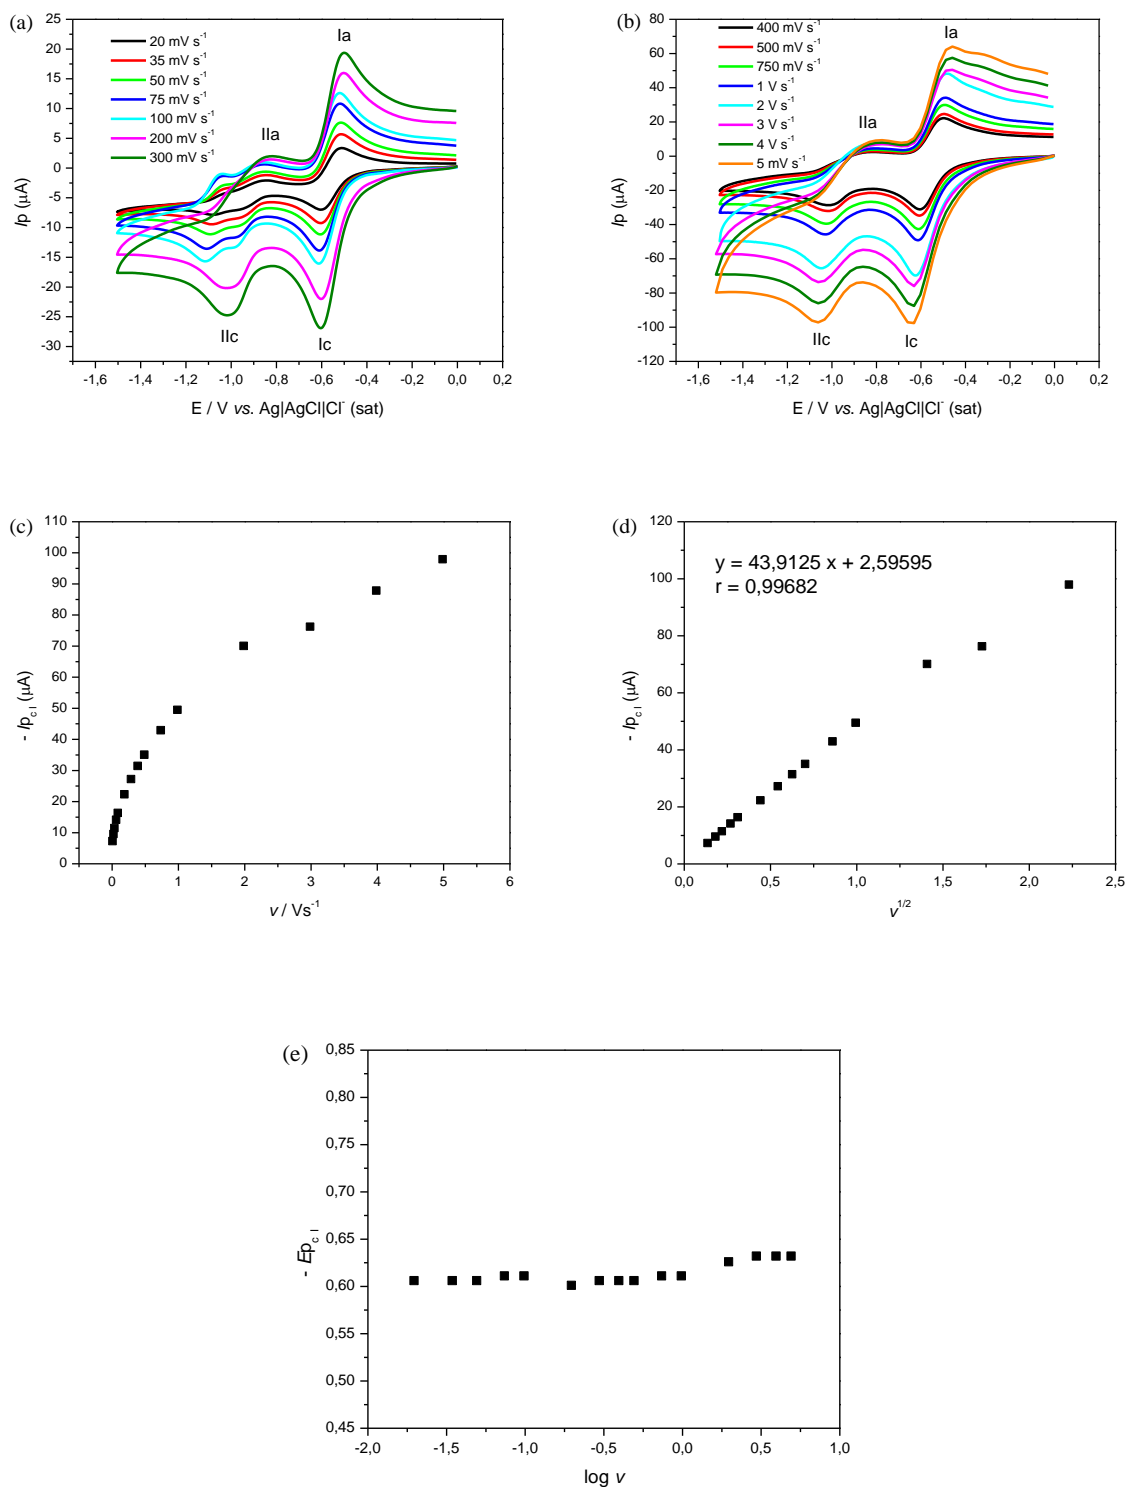 (a)
20 mV s⁻¹
35 mV s⁻¹
50 mV s⁻¹
75 mV s⁻¹
100 mV s⁻¹
200 mV s⁻¹
300 mV s⁻¹
Ia
IIa
IIc
Ic
25
20
15
10
5
0
-5
-10
-15
-20
-25
-30
Ip (μA)
-1,6
-1,4
-1,2
-1,0
-0,8
-0,6
-0,4
-0,2
0,0
0,2
E / V vs. Ag|AgCl|Cl⁻ (sat)
(b)
400 mV s⁻¹
500 mV s⁻¹
750 mV s⁻¹
1 V s⁻¹
2 V s⁻¹
3 V s⁻¹
4 V s⁻¹
5 mV s⁻¹
Ia
IIa
IIc
Ic
80
60
40
20
0
-20
-40
-60
-80
-100
-120
Ip (μA)
-1,6
-1,4
-1,2
-1,0
-0,8
-0,6
-0,4
-0,2
0,0
0,2
E / V vs. Ag|AgCl|Cl⁻ (sat)
(c)
110
100
90
80
70
60
50
40
30
20
10
0
- Ip c I (μA)
0
1
2
3
4
5
6
v / Vs⁻¹
(d)
y = 43,9125 x + 2,59595
r = 0,99682
120
100
80
60
40
20
0
- Ip c I (μA)
0,0
0,5
1,0
1,5
2,0
2,5
v¹ᐟ²
(e)
0,85
0,80
0,75
0,70
0,65
0,60
0,55
0,50
0,45
- Ep c I
-2,0
-1,5
-1,0
-0,5
0,0
0,5
1,0
log v